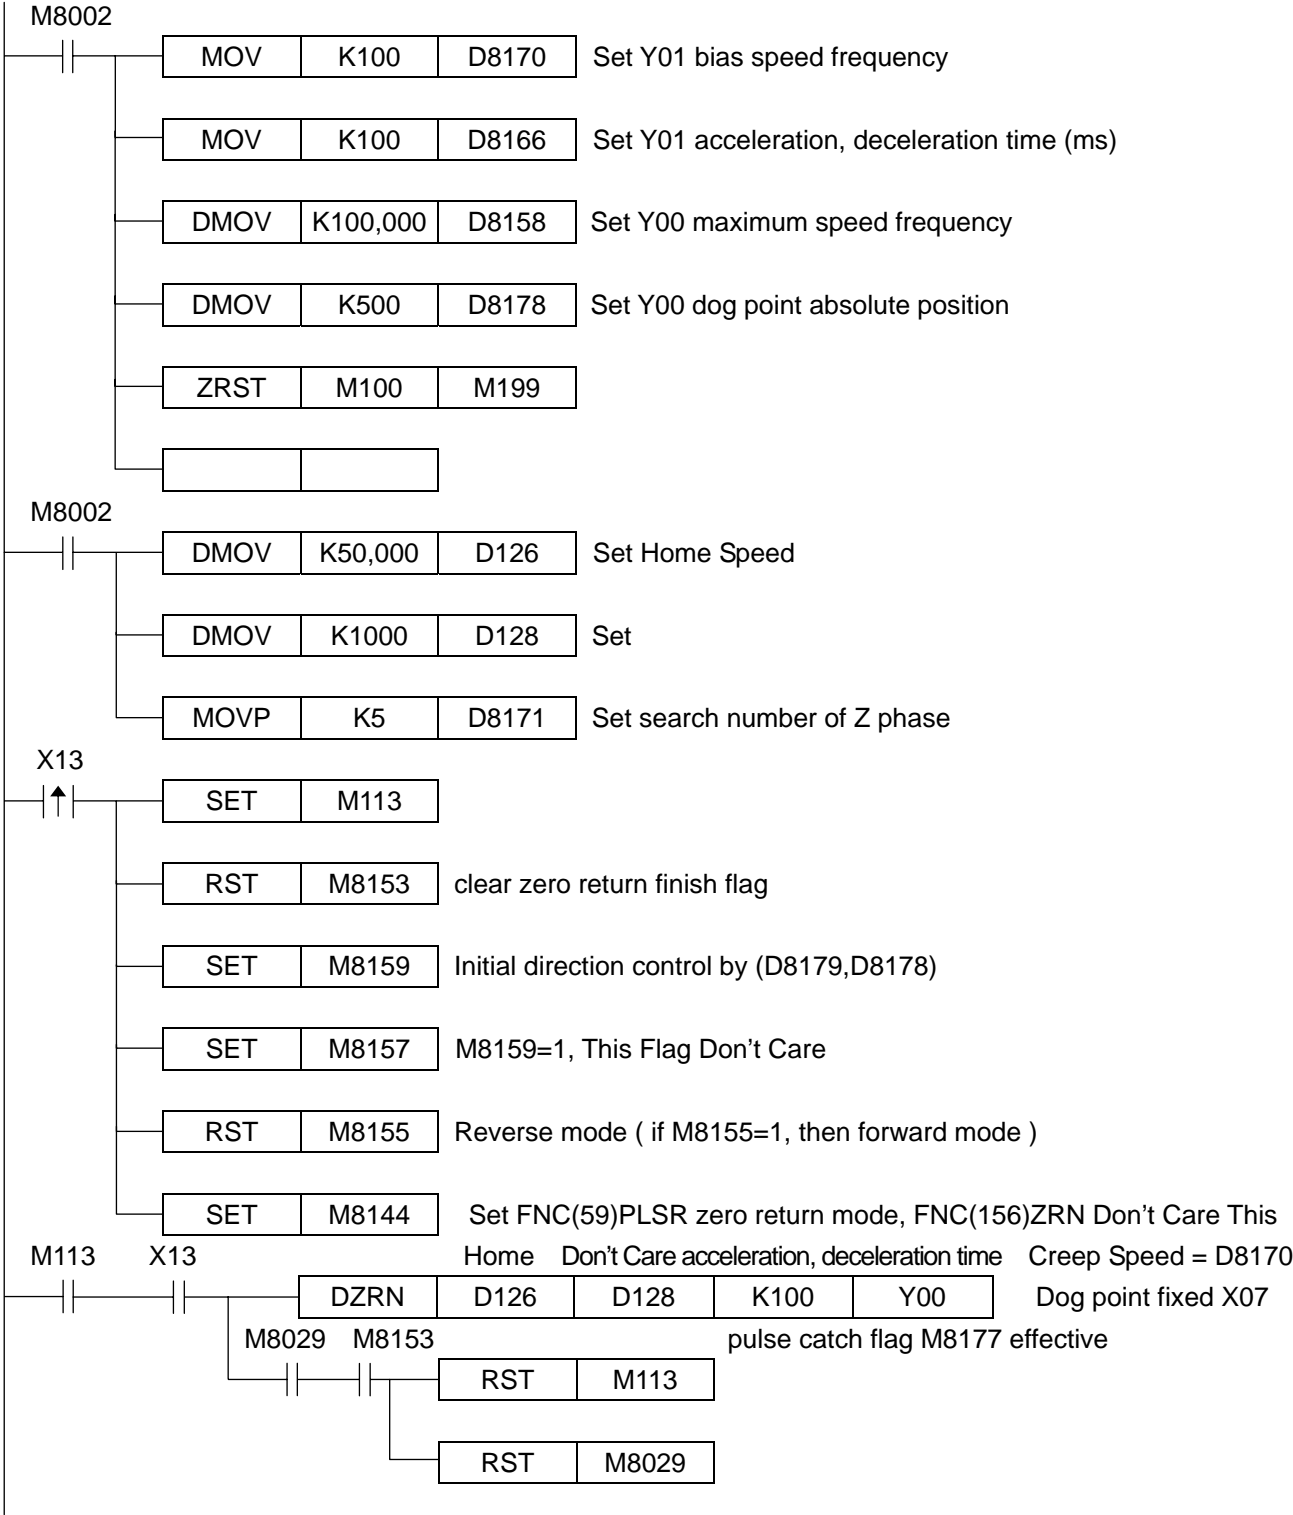 M8002
MOV K100 D8170 Set Y01 bias speed frequency
MOV K100 D8166 Set Y01 acceleration, deceleration time (ms)
DMOV K100,000 D8158 Set Y00 maximum speed frequency
DMOV K500 D8178 Set Y00 dog point absolute position
ZRST M100 M199
M8002
DMOV K50,000 D126 Set Home Speed
DMOV K1000 D128 Set
MOVP K5 D8171 Set search number of Z phase
X13
SET M113
RST M8153 clear zero return finish flag
SET M8159 Initial direction control by (D8179,D8178)
SET M8157 M8159=1, This Flag Don't Care
RST M8155 Reverse mode ( if M8155=1, then forward mode )
SET M8144 Set FNC(59)PLSR zero return mode, FNC(156)ZRN Don't Care This
M113 X13 Home Don't Care acceleration, deceleration time Creep Speed = D8170
DZRN D126 D128 K100 Y00 Dog point fixed X07
M8029 M8153 pulse catch flag M8177 effective
RST M113
RST M8029